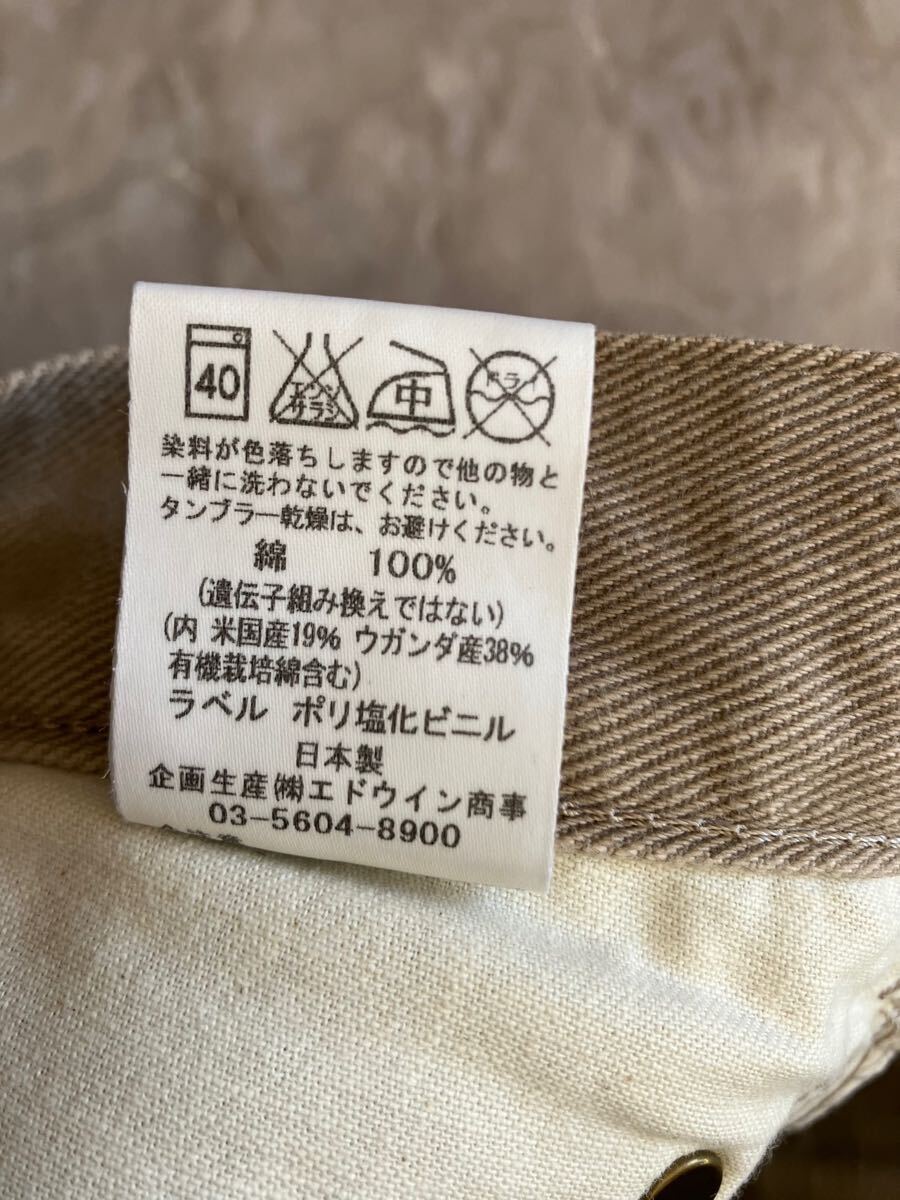 40 エンソ サラシ 中 ドライ
染料が色落ちしますので他の物と
一緒に洗わないでください。
タンブラー乾燥は、お避けください。
綿 100%
(遺伝子組み換えではない)
(内 米国産19% ウガンダ産38%
有機栽培綿含む)
ラベル ポリ塩化ビニル
日本製
企画生産㈱エドウイン商事
03-5604-8900